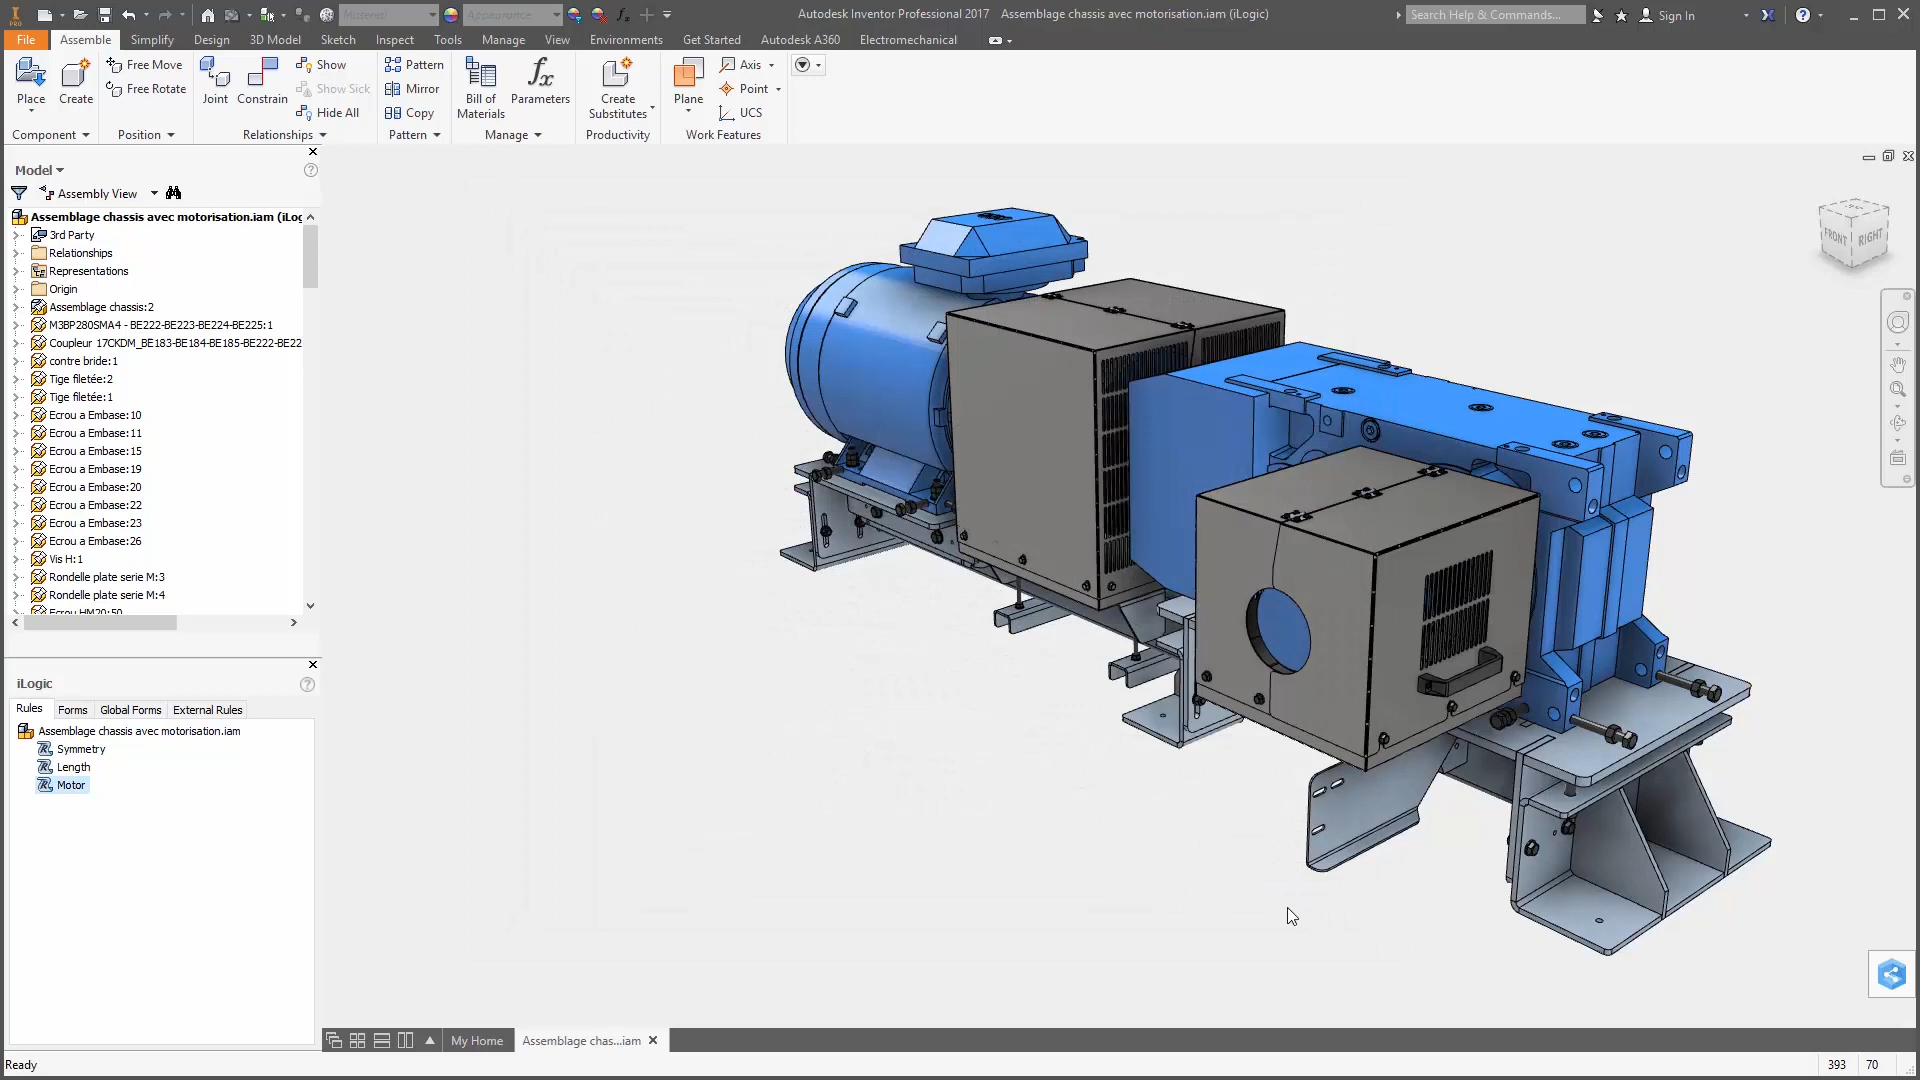 Material
Appearance
Autodesk Inventor Professional 2017 Assemblage chassis avec motorisation.iam (iLogic)
Search Help & Commands...
Sign In
PRO
File
Assemble
Simplify
Design
3D Model
Sketch
Inspect
Tools
Manage
View
Environments
Get Started
Autodesk A360
Electromechanical
Place
Create
Free Move
Free Rotate
Joint
Constrain
Show
Show Sick
Hide All
Pattern
Mirror
Copy
Bill of
Materials
Parameters
Create
Substitutes
Plane
Axis
Point
UCS
Component
Position
Relationships
Pattern
Manage
Productivity
Work Features
Model
Assembly View
Assemblage chassis avec motorisation.iam (iLog
3rd Party
Relationships
Representations
Origin
Assemblage chassis:2
M3BP280SMA4 - BE222-BE223-BE224-BE225:1
Coupleur 17CKDM_BE183-BE184-BE185-BE222-BE22
contre bride:1
Tige filetée:2
Tige filetée:1
Ecrou a Embase:10
Ecrou a Embase:11
Ecrou a Embase:15
Ecrou a Embase:19
Ecrou a Embase:20
Ecrou a Embase:22
Ecrou a Embase:23
Ecrou a Embase:26
Vis H:1
Rondelle plate serie M:3
Rondelle plate serie M:4
Ecrou HM20:50
FRONT
RIGHT
iLogic
Rules
Forms
Global Forms
External Rules
Assemblage chassis avec motorisation.iam
Symmetry
Length
Motor
My Home
Assemblage chas...iam
Ready
393
70